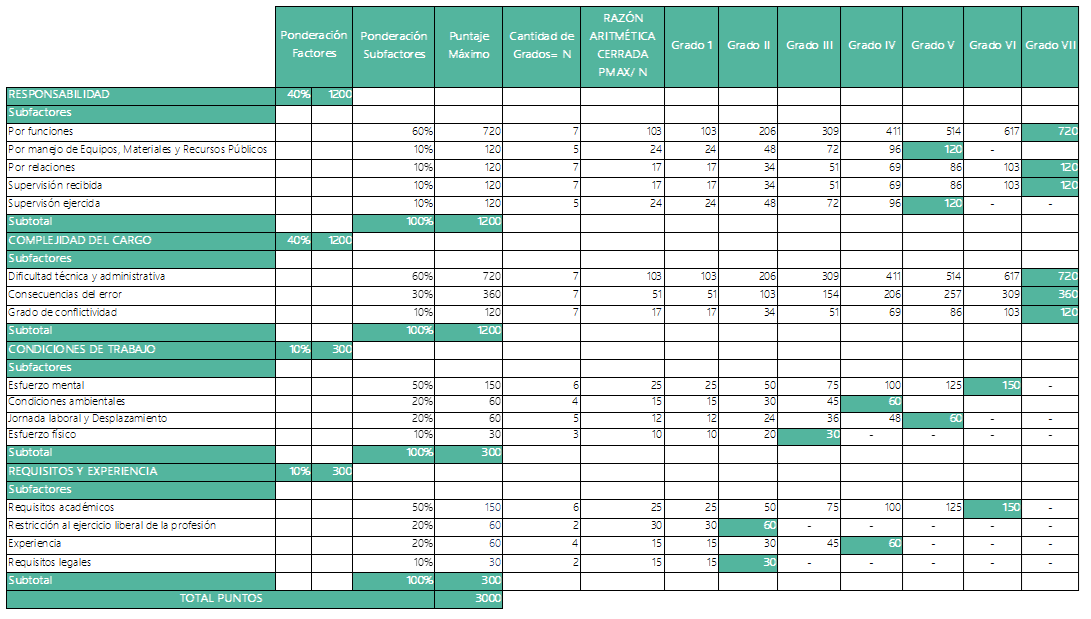 Ponderación Factores Ponderación Subfactores Puntaje Máximo Cantidad de Grados= N RAZÓN ARITMÉTICA CERRADA PMAX/ N Grado 1 Grado II Grado III Grado IV Grado V Grado VI Grado VII
RESPONSABILIDAD 40% 1200
Subfactores
Por funciones 60% 720 7 103 103 206 309 411 514 617 720
Por manejo de Equipos, Materiales y Recursos Públicos 10% 120 5 24 24 48 72 96 120 -
Por relaciones 10% 120 7 17 17 34 51 69 86 103 120
Supervisión recibida 10% 120 7 17 17 34 51 69 86 103 120
Supervisón ejercida 10% 120 5 24 24 48 72 96 120 - -
Subtotal 100% 1200
COMPLEJIDAD DEL CARGO 40% 1200
Subfactores
Dificultad técnica y administrativa 60% 720 7 103 103 206 309 411 514 617 720
Consecuencias del error 30% 360 7 51 51 103 154 206 257 309 360
Grado de conflictividad 10% 120 7 17 17 34 51 69 86 103 120
Subtotal 100% 1200
CONDICIONES DE TRABAJO 10% 300
Subfactores
Esfuerzo mental 50% 150 6 25 25 50 75 100 125 150 -
Condiciones ambientales 20% 60 4 15 15 30 45 60
Jornada laboral y Desplazamiento 20% 60 5 12 12 24 36 48 60 - -
Esfuerzo físico 10% 30 3 10 10 20 30 - - - -
Subtotal 100% 300
REQUISITOS Y EXPERIENCIA 10% 300
Subfactores
Requisitos académicos 50% 150 6 25 25 50 75 100 125 150 -
Restricción al ejercicio liberal de la profesión 20% 60 2 30 30 60 - - - - -
Experiencia 20% 60 4 15 15 30 45 60 - - -
Requisitos legales 10% 30 2 15 15 30 - - - - -
Subtotal 100% 300
TOTAL PUNTOS 3000